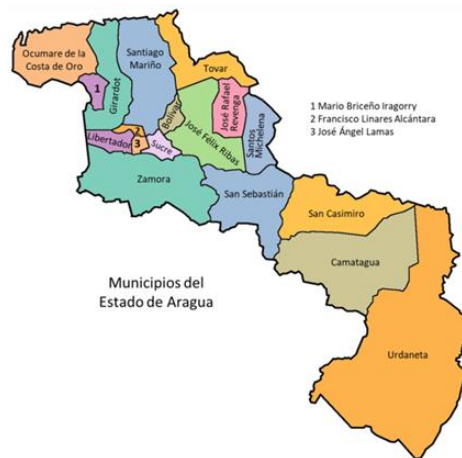 Ocumare de la
Costa de Oro
Girardot
Santiago
Mariño
Tovar
1
Bolívar
José Rafael
Revenga
1 Mario Briceño Iragorry
2 Francisco Linares Alcántara
3 José Ángel Lamas
José Félix Ribas
Santos
Michelena
2
Libertador
3
Sucre
Zamora
San Sebastián
San Casimiro
Camatagua
Municipios del
Estado de Aragua
Urdaneta